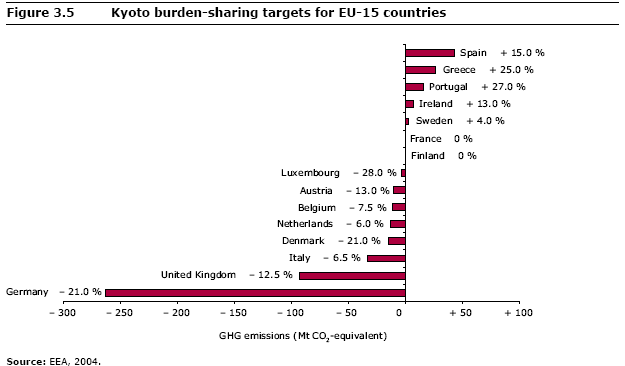 Figure 3.5 Kyoto burden-sharing targets for EU-15 countries
Spain + 15.0 %
Greece + 25.0 %
Portugal + 27.0 %
Ireland + 13.0 %
Sweden + 4.0 %
France 0 %
Finland 0 %
Luxembourg – 28.0 %
Austria – 13.0 %
Belgium – 7.5 %
Netherlands – 6.0 %
Denmark – 21.0 %
Italy – 6.5 %
United Kingdom – 12.5 %
Germany – 21.0 %
– 300 – 250 – 200 – 150 – 100 – 50 0 + 50 + 100
GHG emissions (Mt CO₂-equivalent)
Source: EEA, 2004.